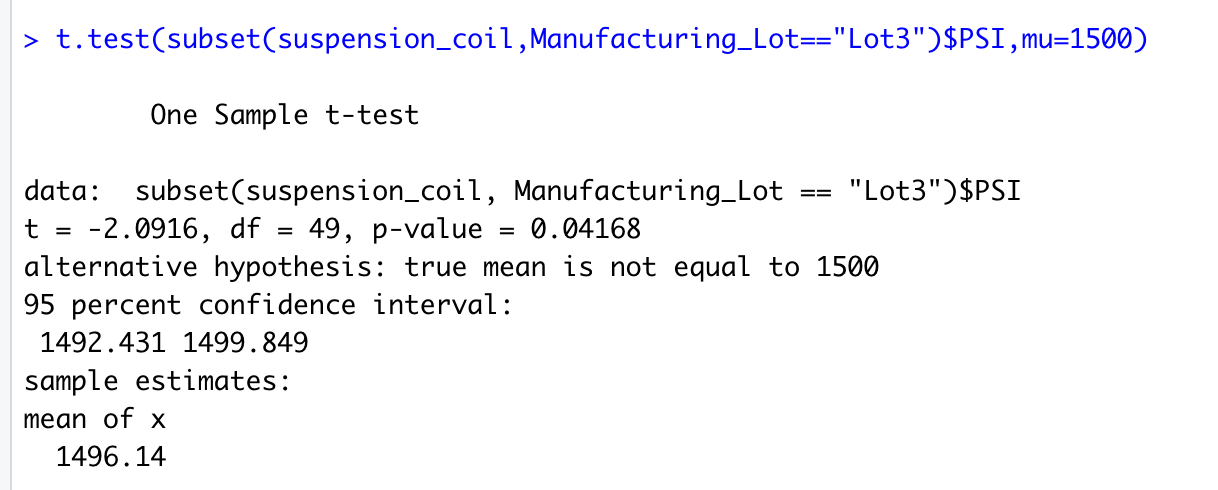 > t.test(subset(suspension_coil,Manufacturing_Lot=="Lot3")$PSI,mu=1500)
One Sample t-test
data:  subset(suspension_coil, Manufacturing_Lot == "Lot3")$PSI
t = -2.0916, df = 49, p-value = 0.04168
alternative hypothesis: true mean is not equal to 1500
95 percent confidence interval:
1492.431 1499.849
sample estimates:
mean of x
1496.14